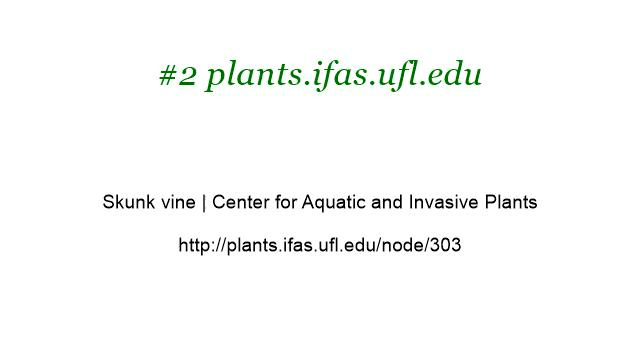 #2 plants.ifas.ufl.edu
Skunk vine | Center for Aquatic and Invasive Plants
http://plants.ifas.ufl.edu/node/303